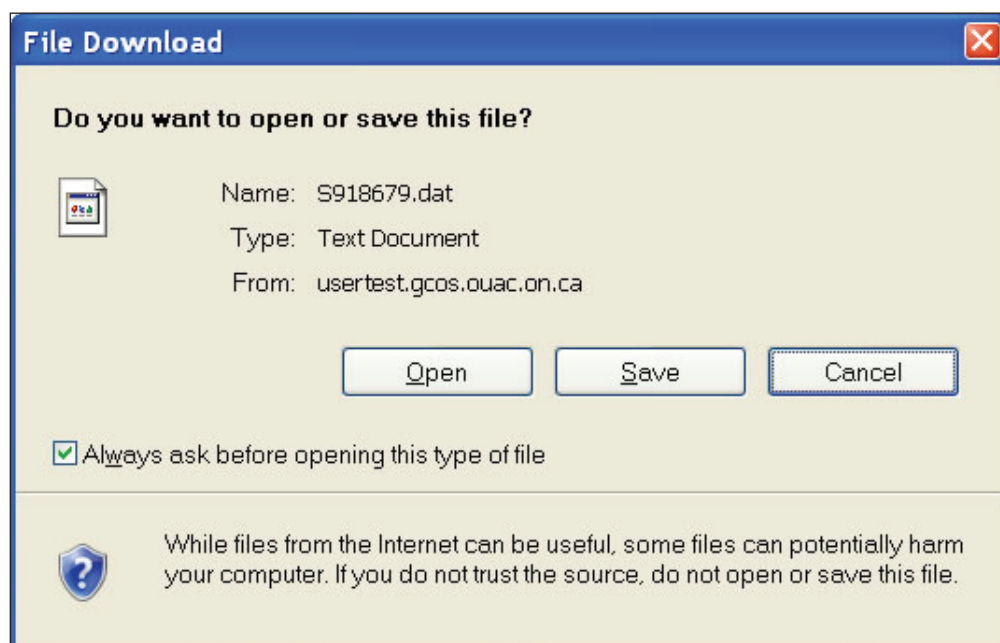 File Download
Do you want to open or save this file?
Name: S918679.dat
Type: Text Document
From: usertest.gcos.ouac.on.ca
Open Save Cancel
Always ask before opening this type of file
While files from the Internet can be useful, some files can potentially harm
your computer. If you do not trust the source, do not open or save this file.